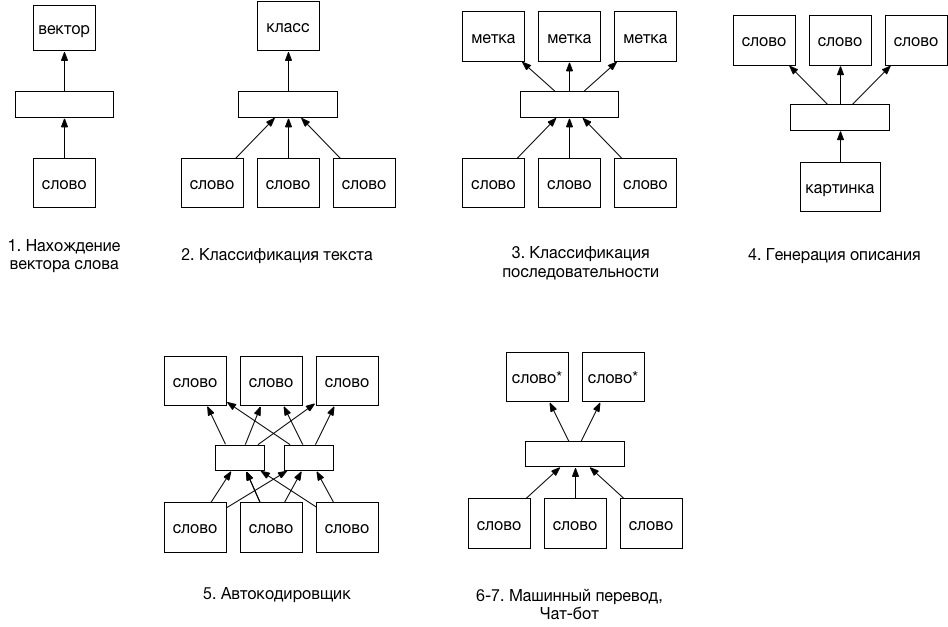 вектор
слово
1. Нахождение
вектора слова
класс
слово слово слово
2. Классификация текста
метка метка метка
слово слово слово
3. Классификация
последовательности
слово слово слово
картинка
4. Генерация описания
слово слово слово
слово слово слово
5. Автокодировщик
слово* слово*
слово слово слово
6-7. Машинный перевод,
Чат-бот